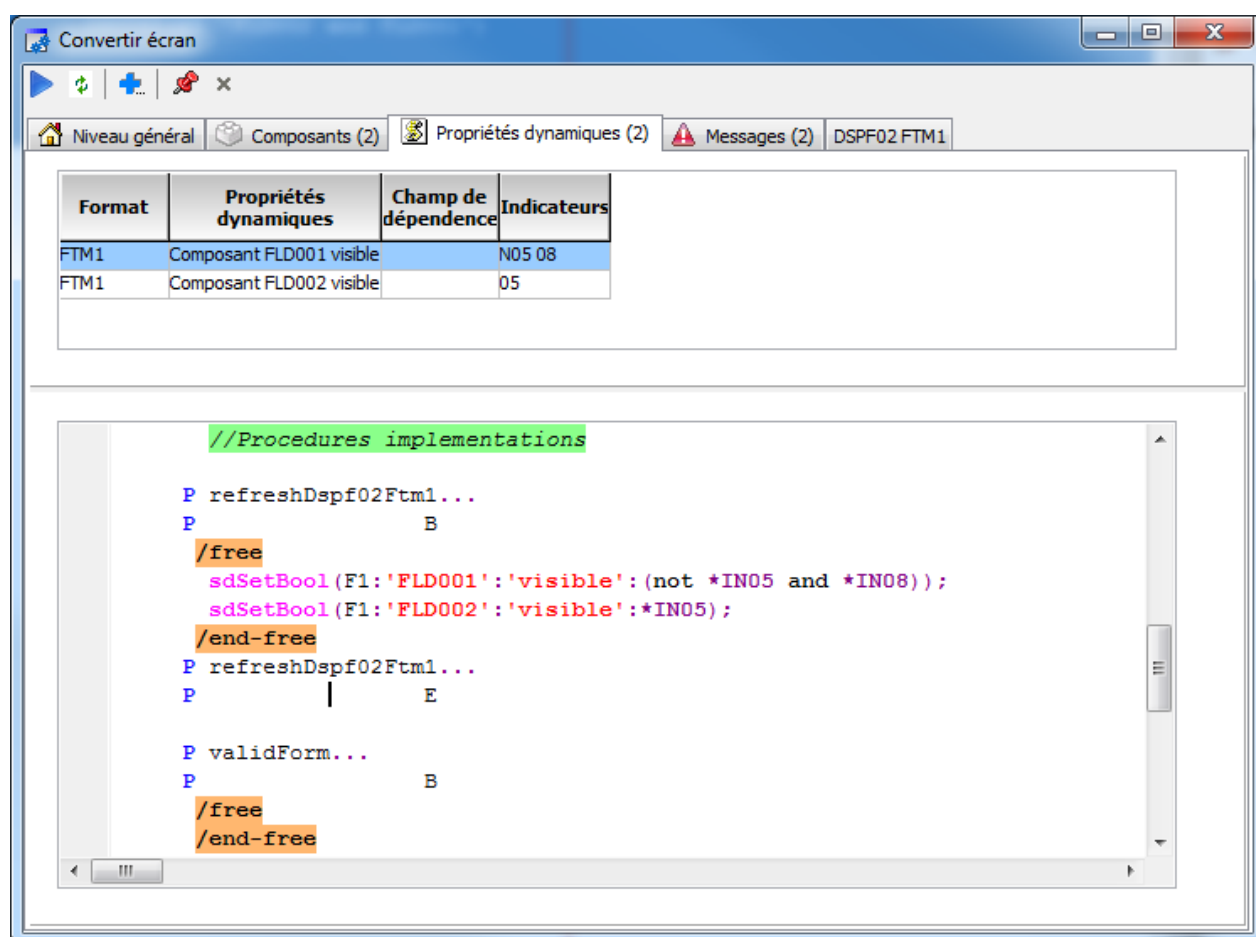 Convertir écran
Niveau général Composants (2) Propriétés dynamiques (2) Messages (2) DSPF02 FTM1
Format Propriétés dynamiques Champ de dépendence Indicateurs
FTM1 Composant FLD001 visible N05 08
FTM1 Composant FLD002 visible 05
//Procedures implementations
P refreshDspf02Ftm1...
P B
/free
sdSetBool(F1:'FLD001':'visible':(not *IN05 and *IN08));
sdSetBool(F1:'FLD002':'visible':*IN05);
/end-free
P refreshDspf02Ftm1...
P E
P validForm...
P B
/free
/end-free